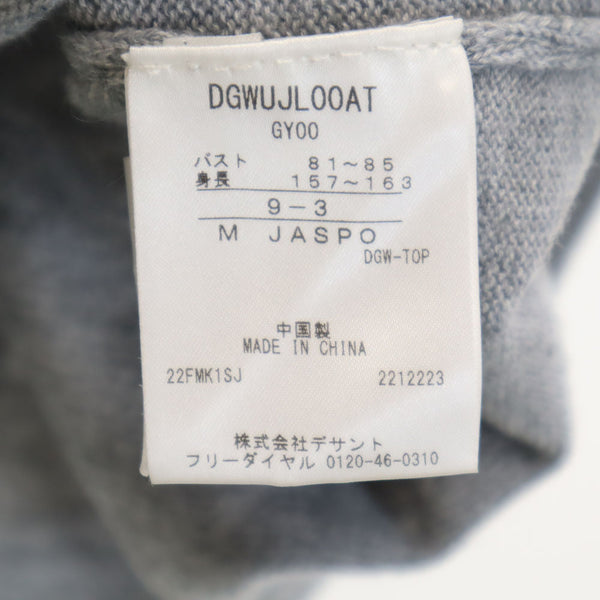 DGWUJL00AT
GY00
バスト 81～85
身長 157～163
9－3
M JASPO
DGW-TOP
中国製
MADE IN CHINA
22FMK1SJ 2212223
株式会社デサント
フリーダイヤル 0120-46-0310